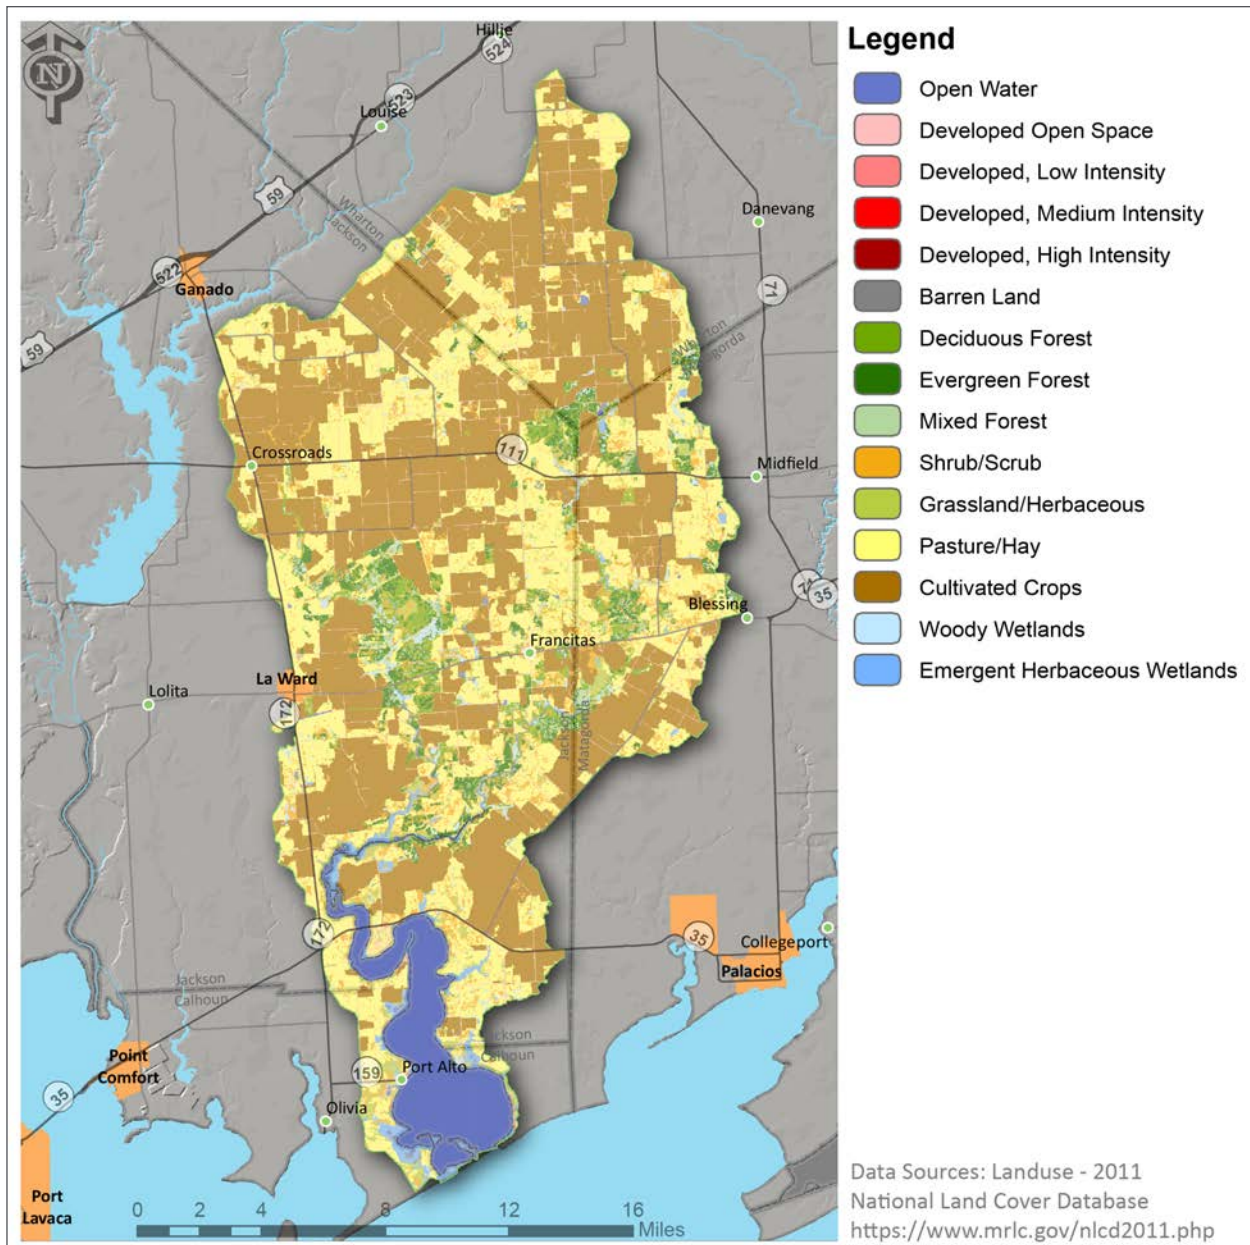 N
Hillje
524
523
Louise
59
Wharton
Jackson
Danevang
522
Ganado
71
59
Wharton
Matagorda
Crossroads
111
Midfield
71
35
Blessing
Francitas
La Ward
Lolita
172
Jackson
Matagorda
172
35
Collegeport
Palacios
Jackson
Calhoun
Jackson
Calhoun
Point
Comfort
159
Port Alto
35
Olivia
Port
Lavaca
0 2 4 8 12 16
Miles
Legend
Open Water
Developed Open Space
Developed, Low Intensity
Developed, Medium Intensity
Developed, High Intensity
Barren Land
Deciduous Forest
Evergreen Forest
Mixed Forest
Shrub/Scrub
Grassland/Herbaceous
Pasture/Hay
Cultivated Crops
Woody Wetlands
Emergent Herbaceous Wetlands
Data Sources: Landuse - 2011
National Land Cover Database
https://www.mrlc.gov/nlcd2011.php